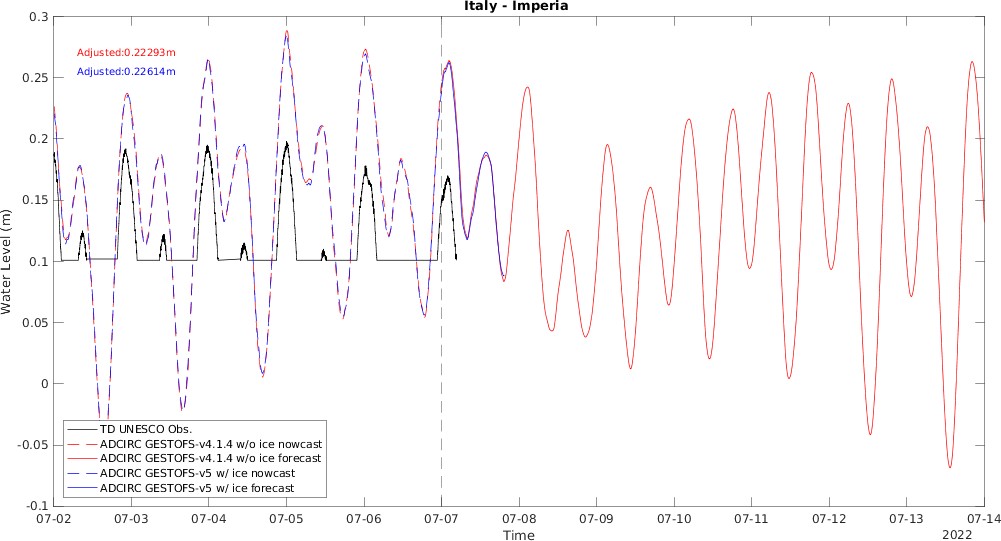 Italy - Imperia
Adjusted:0.22293m
Adjusted:0.22614m
Water Level (m)
0.3
0.25
0.2
0.15
0.1
0.05
0
-0.05
-0.1
TD UNESCO Obs.
ADCIRC GESTOFS-v4.1.4 w/o ice nowcast
ADCIRC GESTOFS-v4.1.4 w/o ice forecast
ADCIRC GESTOFS-v5 w/ ice nowcast
ADCIRC GESTOFS-v5 w/ ice forecast
07-02 07-03 07-04 07-05 07-06 07-07 07-08 07-09 07-10 07-11 07-12 07-13 07-14
Time
2022